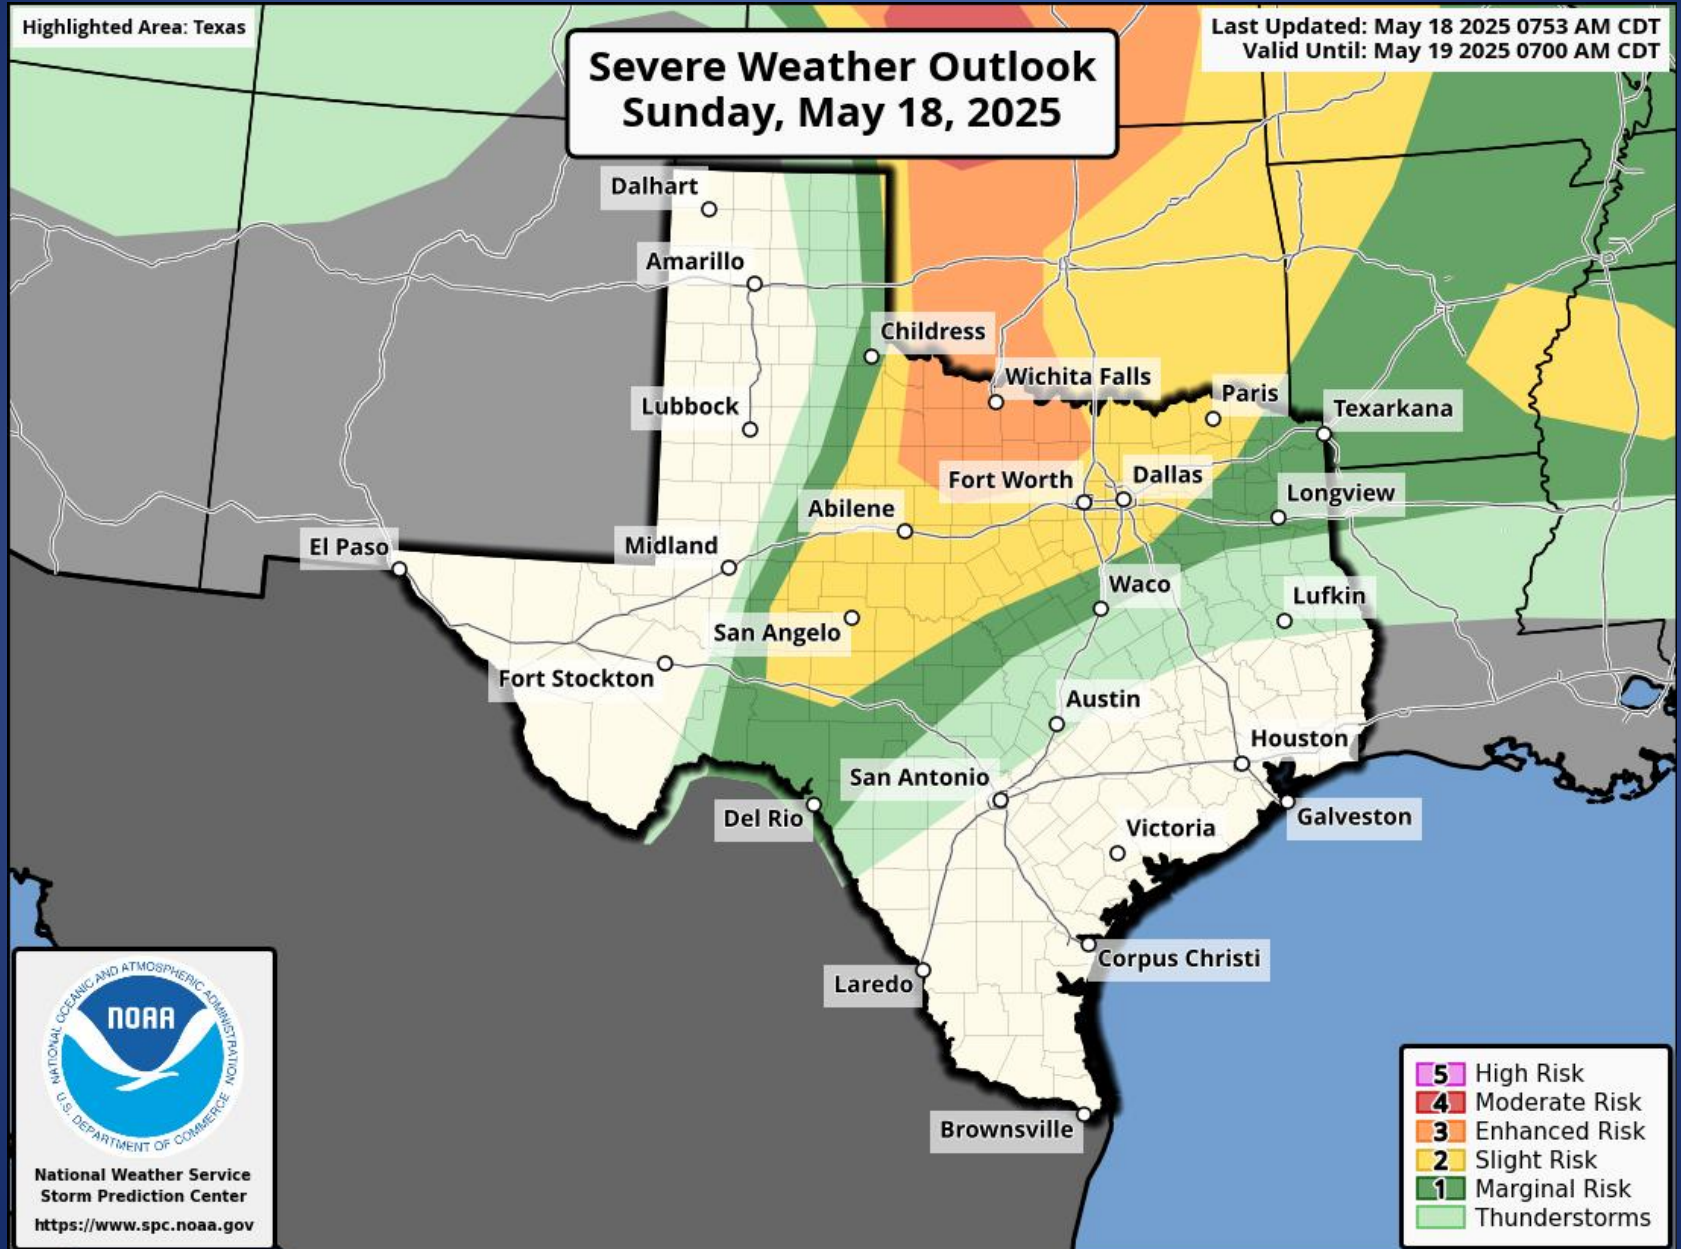 Highlighted Area: Texas
Severe Weather Outlook
Sunday, May 18, 2025
Last Updated: May 18 2025 0753 AM CDT
Valid Until: May 19 2025 0700 AM CDT
Dalhart
Amarillo
Childress
Wichita Falls
Paris
Lubbock
Texarkana
Fort Worth
Dallas
Longview
Abilene
El Paso
Midland
Waco
Lufkin
San Angelo
Fort Stockton
Austin
Houston
San Antonio
Del Rio
Galveston
Victoria
Corpus Christi
Laredo
Brownsville
NATIONAL OCEANIC AND ATMOSPHERIC ADMINISTRATION
NOAA
U.S. DEPARTMENT OF COMMERCE
National Weather Service
Storm Prediction Center
https://www.spc.noaa.gov
5 High Risk
4 Moderate Risk
3 Enhanced Risk
2 Slight Risk
1 Marginal Risk
Thunderstorms